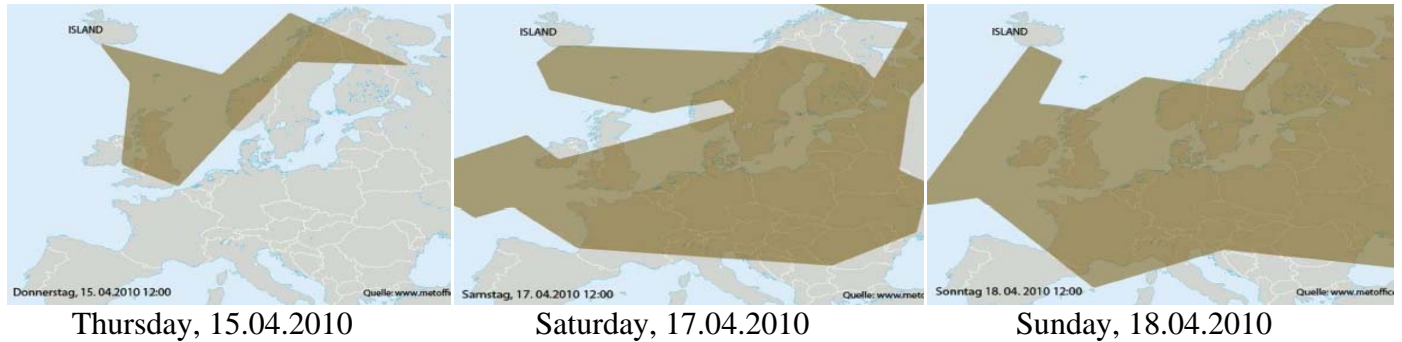 ISLAND
Donnerstag, 15. 04.2010 12:00
Quelle: www.metoffi
ISLAND
Samstag, 17. 04.2010 12:00
Quelle: www.metoffic
ISLAND
Sonntag 18. 04. 2010 12:00
Quelle: www.metoffice
Thursday, 15.04.2010
Saturday, 17.04.2010
Sunday, 18.04.2010